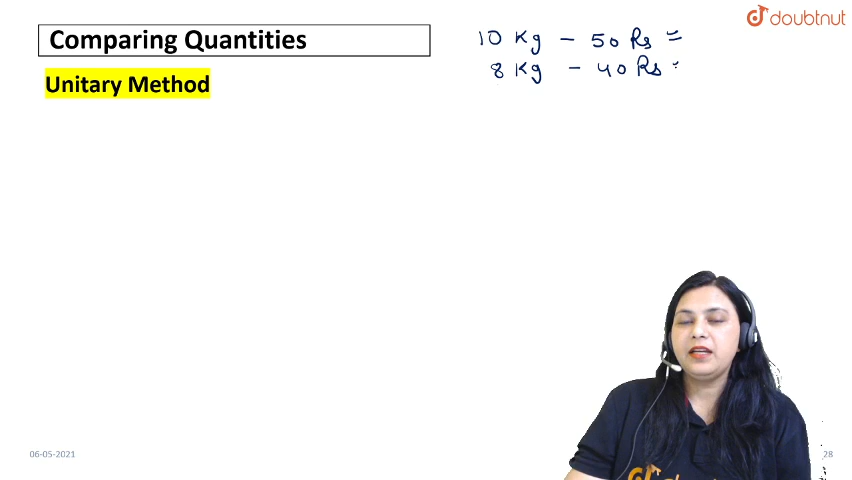 Comparing Quantities
Unitary Method
10 Kg - 50 Rs =
8 Kg - 40 Rs
doubtnut
06-05-2021
28